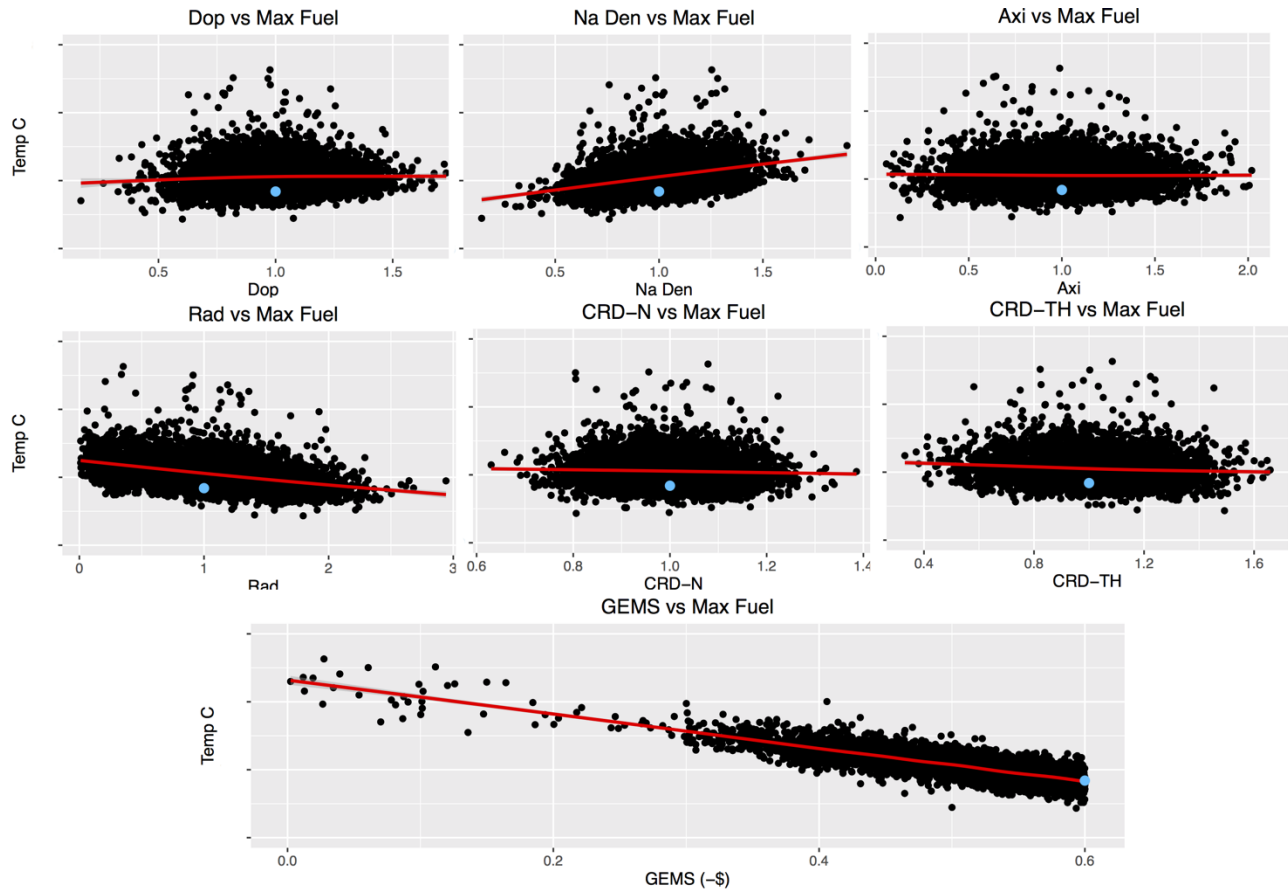 Dop vs Max Fuel
Na Den vs Max Fuel
Axi vs Max Fuel
Temp C
0.5 1.0 1.5
0.5 1.0 1.5
0.0 0.5 1.0 1.5 2.0
Dop
Na Den
Axi
Rad vs Max Fuel
CRD−N vs Max Fuel
CRD−TH vs Max Fuel
Temp C
0 1 2 3
0.6 0.8 1.0 1.2 1.4
0.4 0.8 1.2 1.6
Rad
CRD−N
CRD−TH
GEMS vs Max Fuel
Temp C
0.0 0.2 0.4 0.6
GEMS (−$)